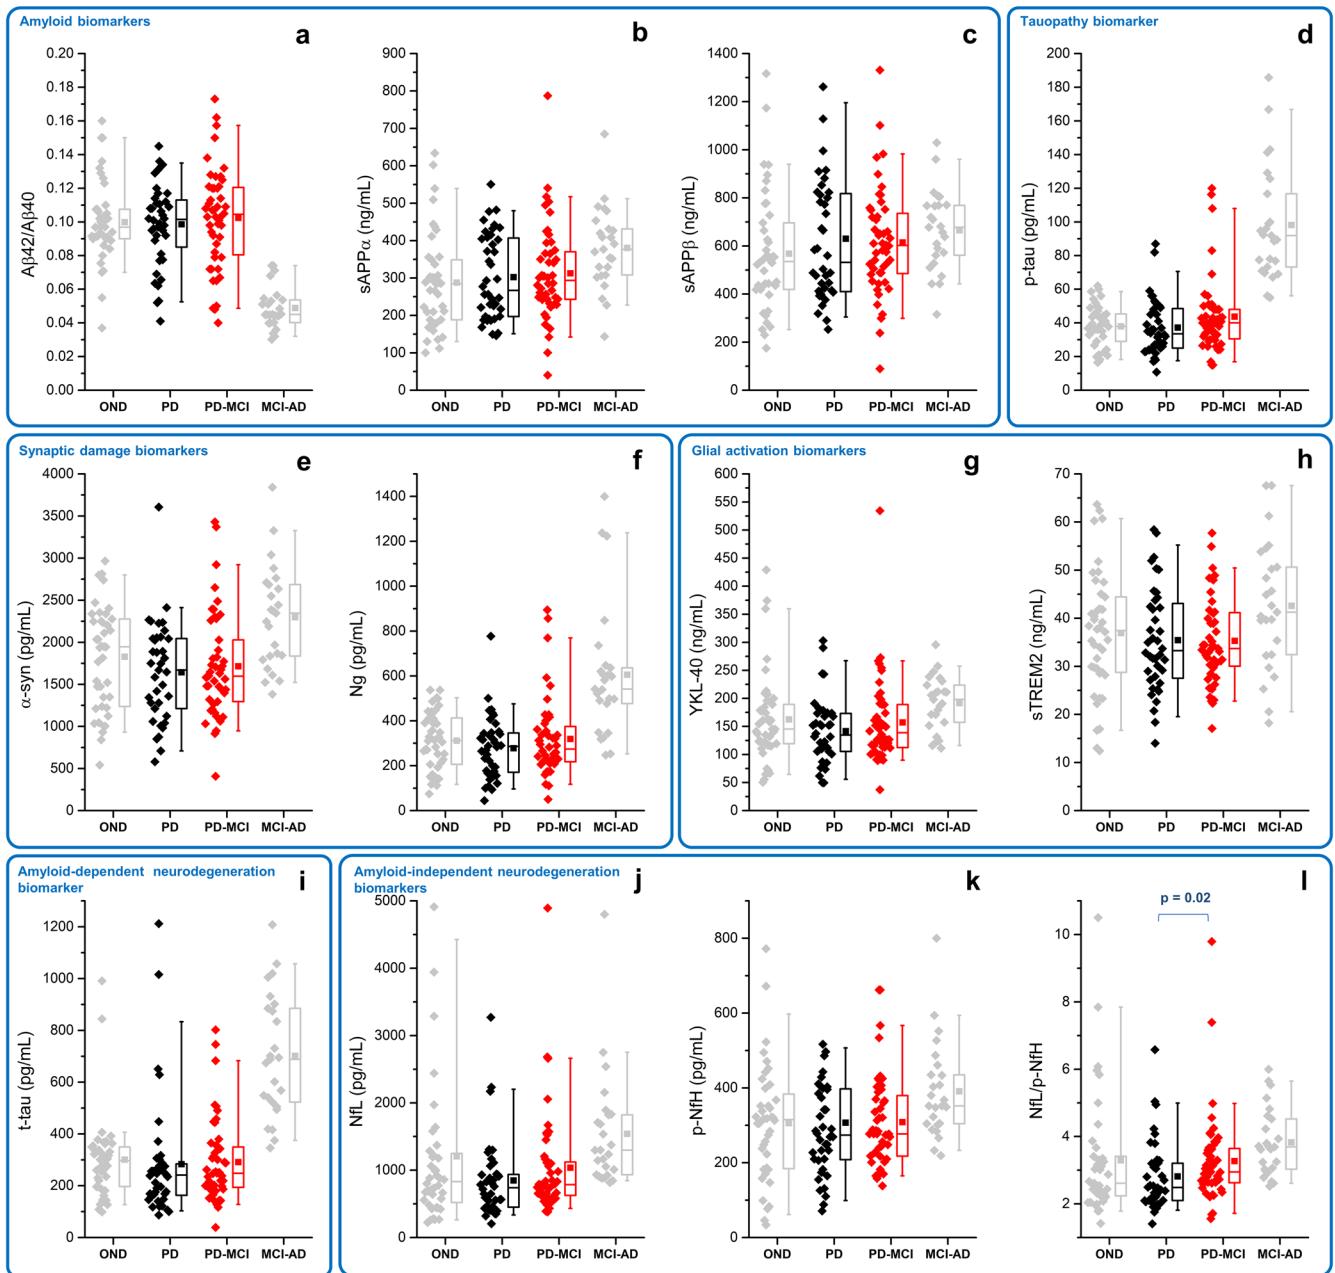 Amyloid biomarkers
a
b
c
Tauopathy biomarker
d
0.20
0.18
0.16
0.14
0.12
0.10
0.08
0.06
0.04
0.02
0.00
Aβ42/Aβ40
OND PD PD-MCI MCI-AD
900
800
700
600
500
400
300
200
100
0
sAPPα (ng/mL)
OND PD PD-MCI MCI-AD
1400
1200
1000
800
600
400
200
0
sAPPβ (ng/mL)
OND PD PD-MCI MCI-AD
200
180
160
140
120
100
80
60
40
20
0
p-tau (pg/mL)
OND PD PD-MCI MCI-AD
Synaptic damage biomarkers
e
f
Glial activation biomarkers
g
h
4000
3500
3000
2500
2000
1500
1000
500
0
α-syn (pg/mL)
OND PD PD-MCI MCI-AD
1400
1200
1000
800
600
400
200
0
Ng (pg/mL)
OND PD PD-MCI MCI-AD
600
550
500
450
400
350
300
250
200
150
100
50
0
YKL-40 (ng/mL)
OND PD PD-MCI MCI-AD
70
60
50
40
30
20
10
0
sTREM2 (ng/mL)
OND PD PD-MCI MCI-AD
Amyloid-dependent neurodegeneration
biomarker
i
Amyloid-independent neurodegeneration
biomarkers
j
k
l
1200
1000
800
600
400
200
0
t-tau (pg/mL)
OND PD PD-MCI MCI-AD
5000
4000
3000
2000
1000
0
NfL (pg/mL)
OND PD PD-MCI MCI-AD
800
600
400
200
0
p-NfH (pg/mL)
OND PD PD-MCI MCI-AD
p = 0.02
10
8
6
4
2
NfL/p-NfH
OND PD PD-MCI MCI-AD